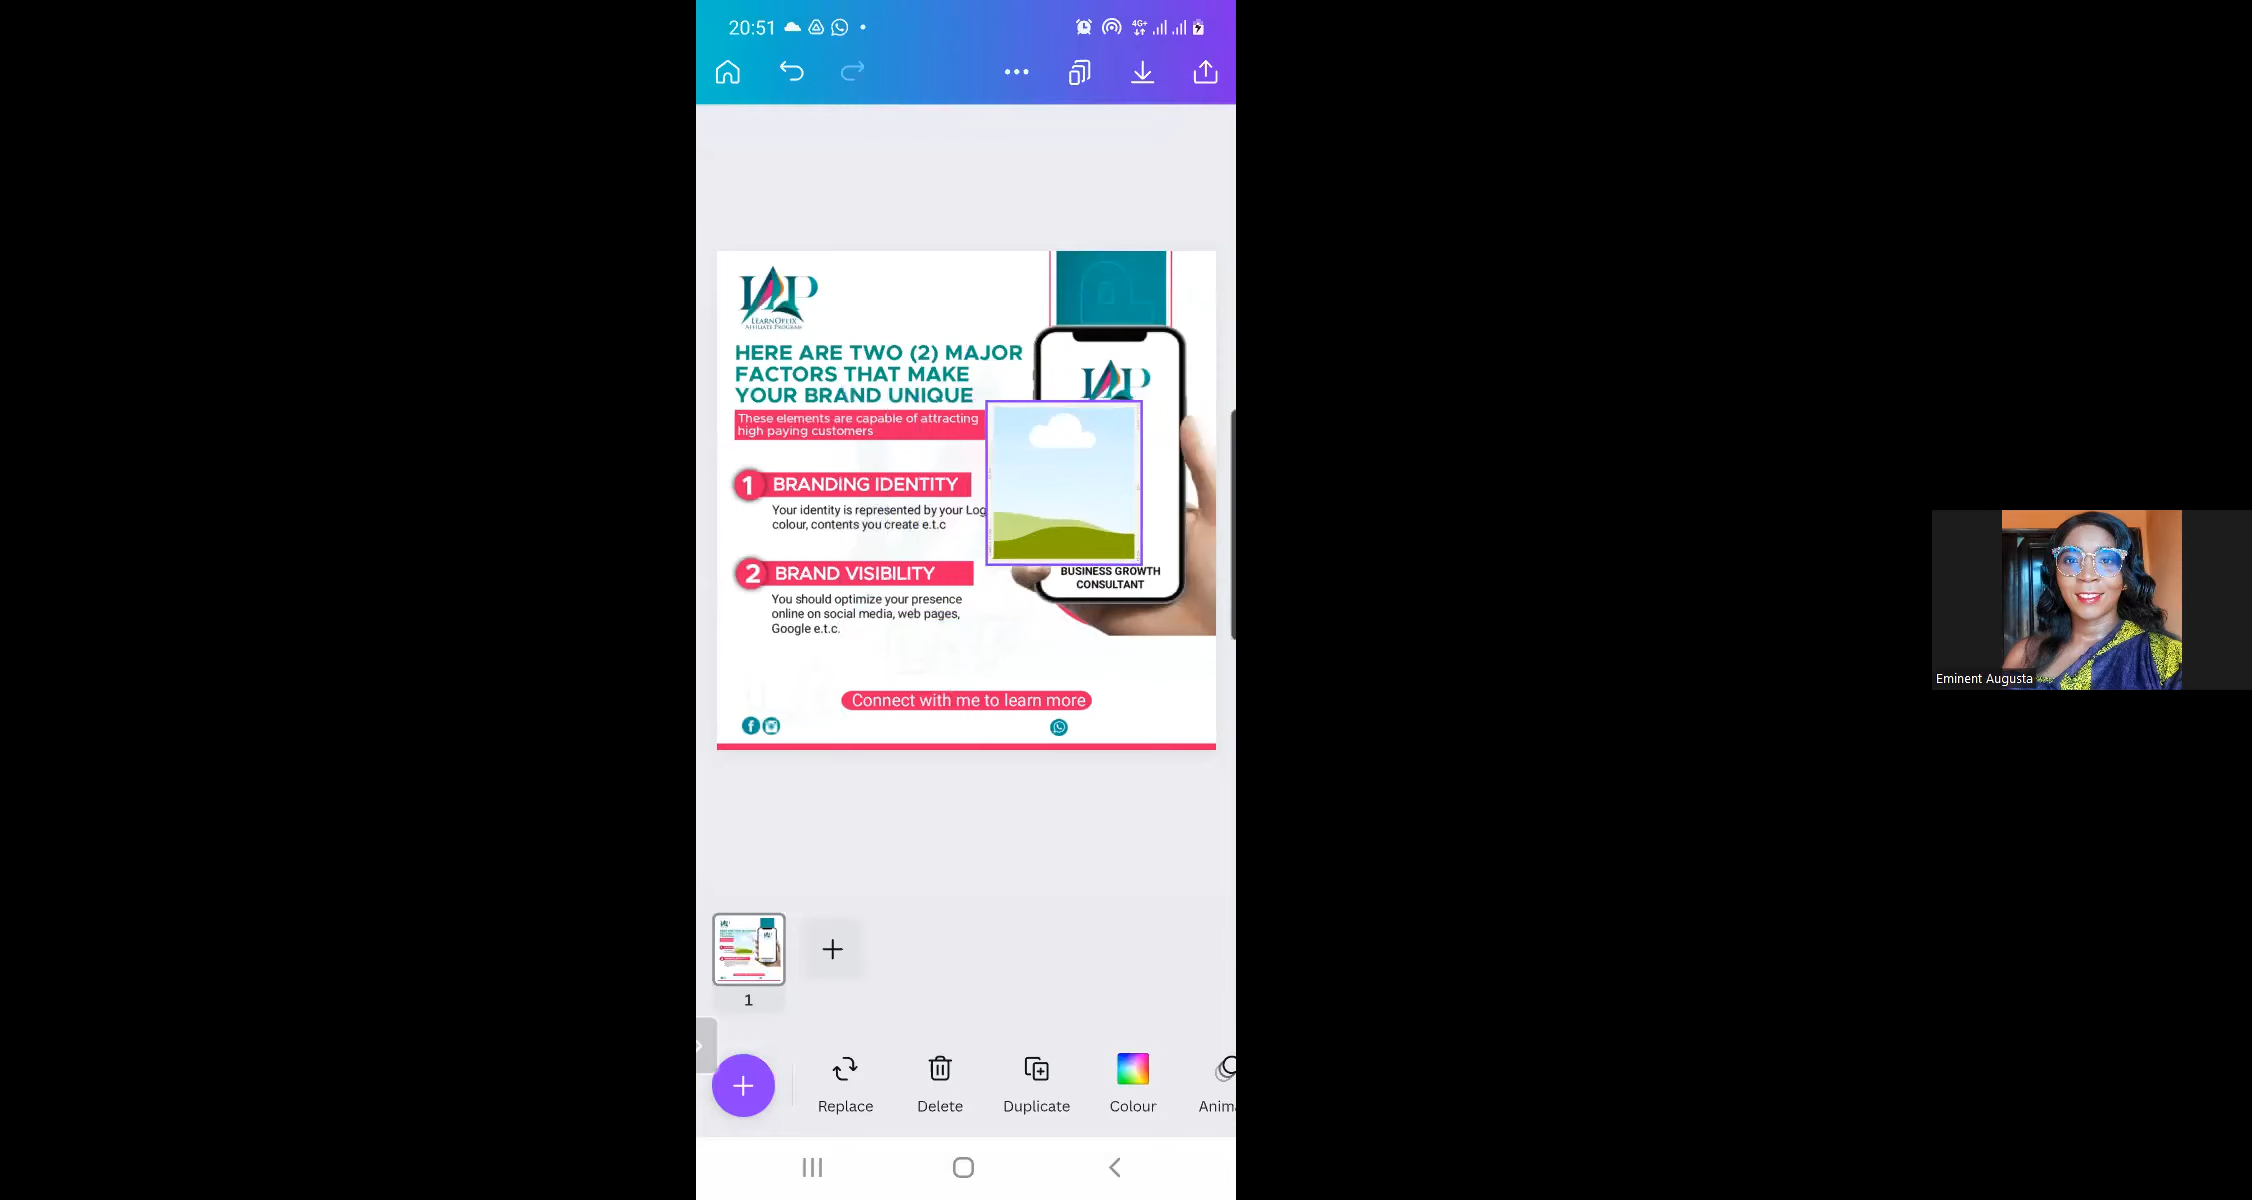 20:51
4G+
LAP
LEARNOFLIX
AFFILIATE PROGRAM
HERE ARE TWO (2) MAJOR
FACTORS THAT MAKE
YOUR BRAND UNIQUE
These elements are capable of attracting
high paying customers
LAP
1 BRANDING IDENTITY
Your identity is represented by your Log
colour, contents you create e.t.c
2 BRAND VISIBILITY
You should optimize your presence
online on social media, web pages,
Google e.t.c.
BUSINESS GROWTH
CONSULTANT
Connect with me to learn more
1
Replace
Delete
Duplicate
Colour
Anima
Eminent Augusta